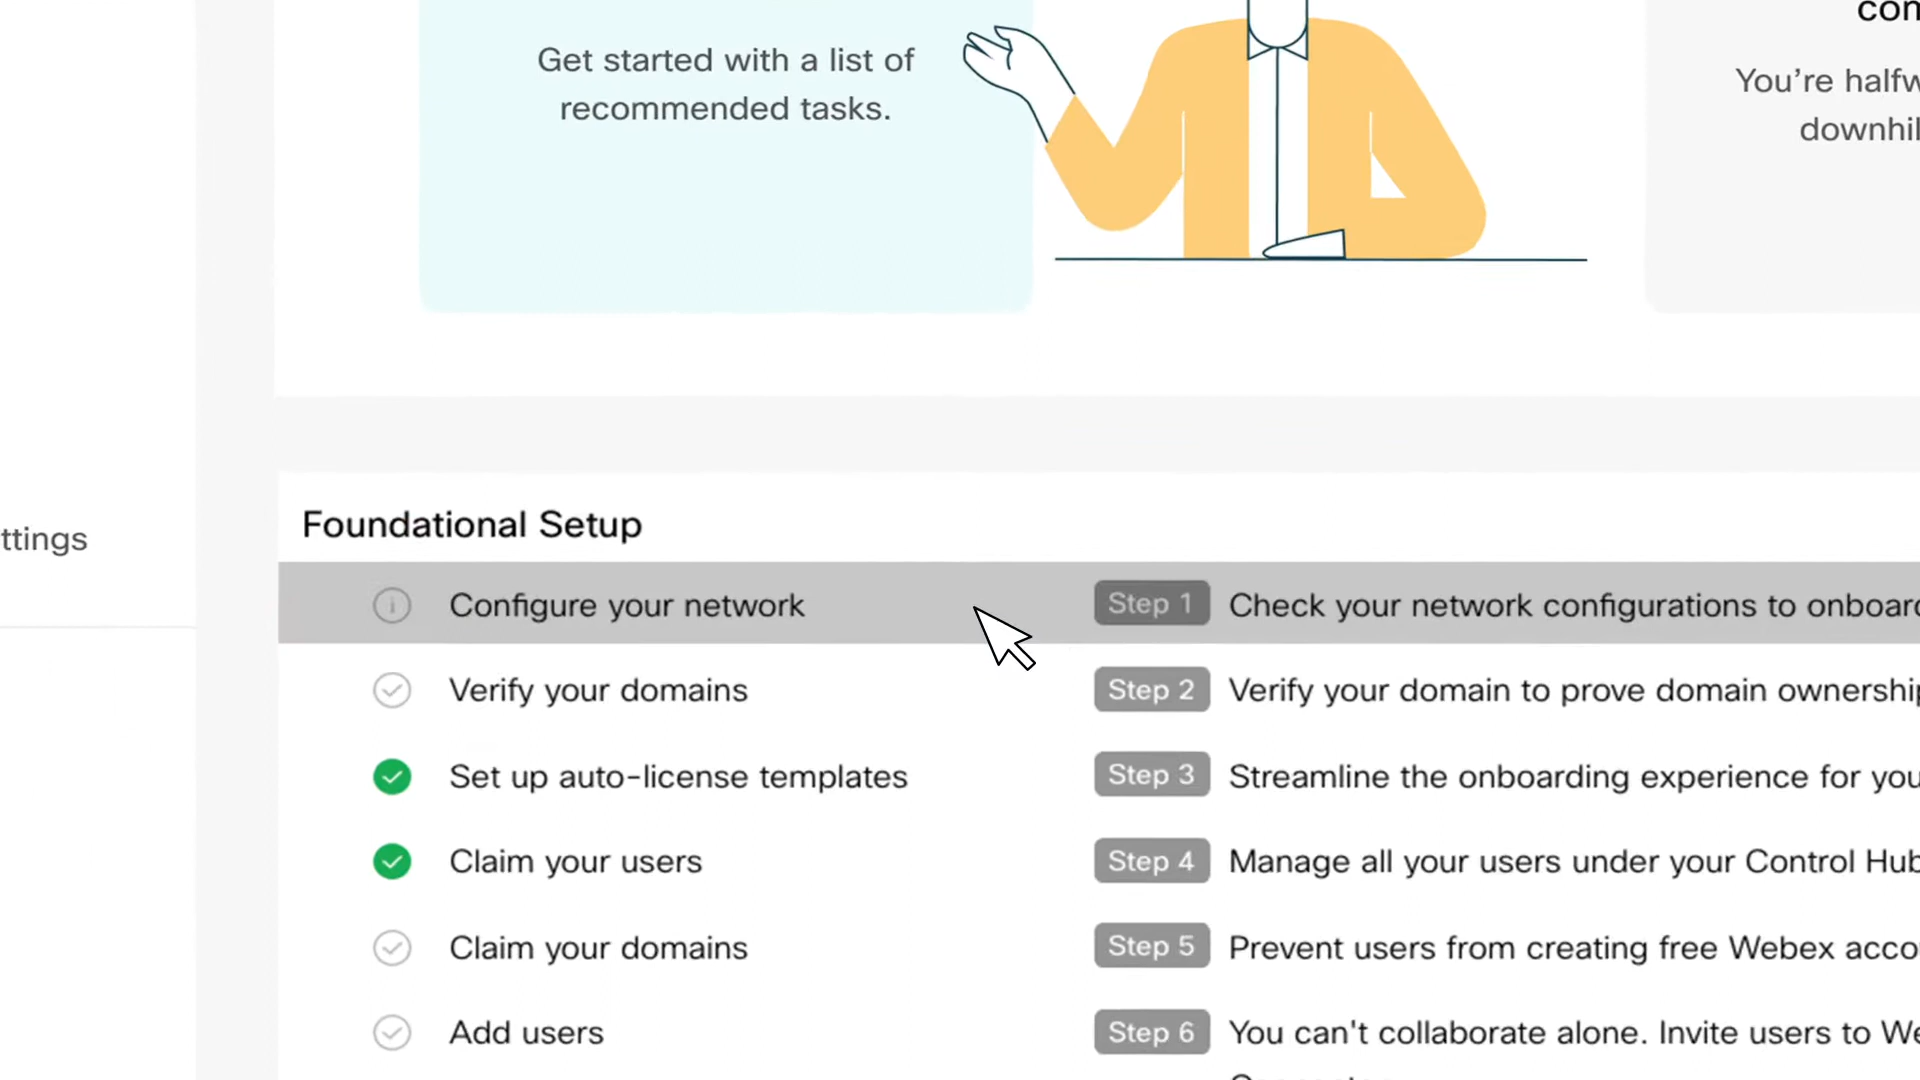 Get started with a list of
recommended tasks.
You're halfw
downhil
ttings
Foundational Setup
Configure your network
Step 1
Check your network configurations to onboard
Verify your domains
Step 2
Verify your domain to prove domain ownership
Set up auto-license templates
Step 3
Streamline the onboarding experience for you
Claim your users
Step 4
Manage all your users under your Control Hub
Claim your domains
Step 5
Prevent users from creating free Webex acco
Add users
Step 6
You can't collaborate alone. Invite users to We